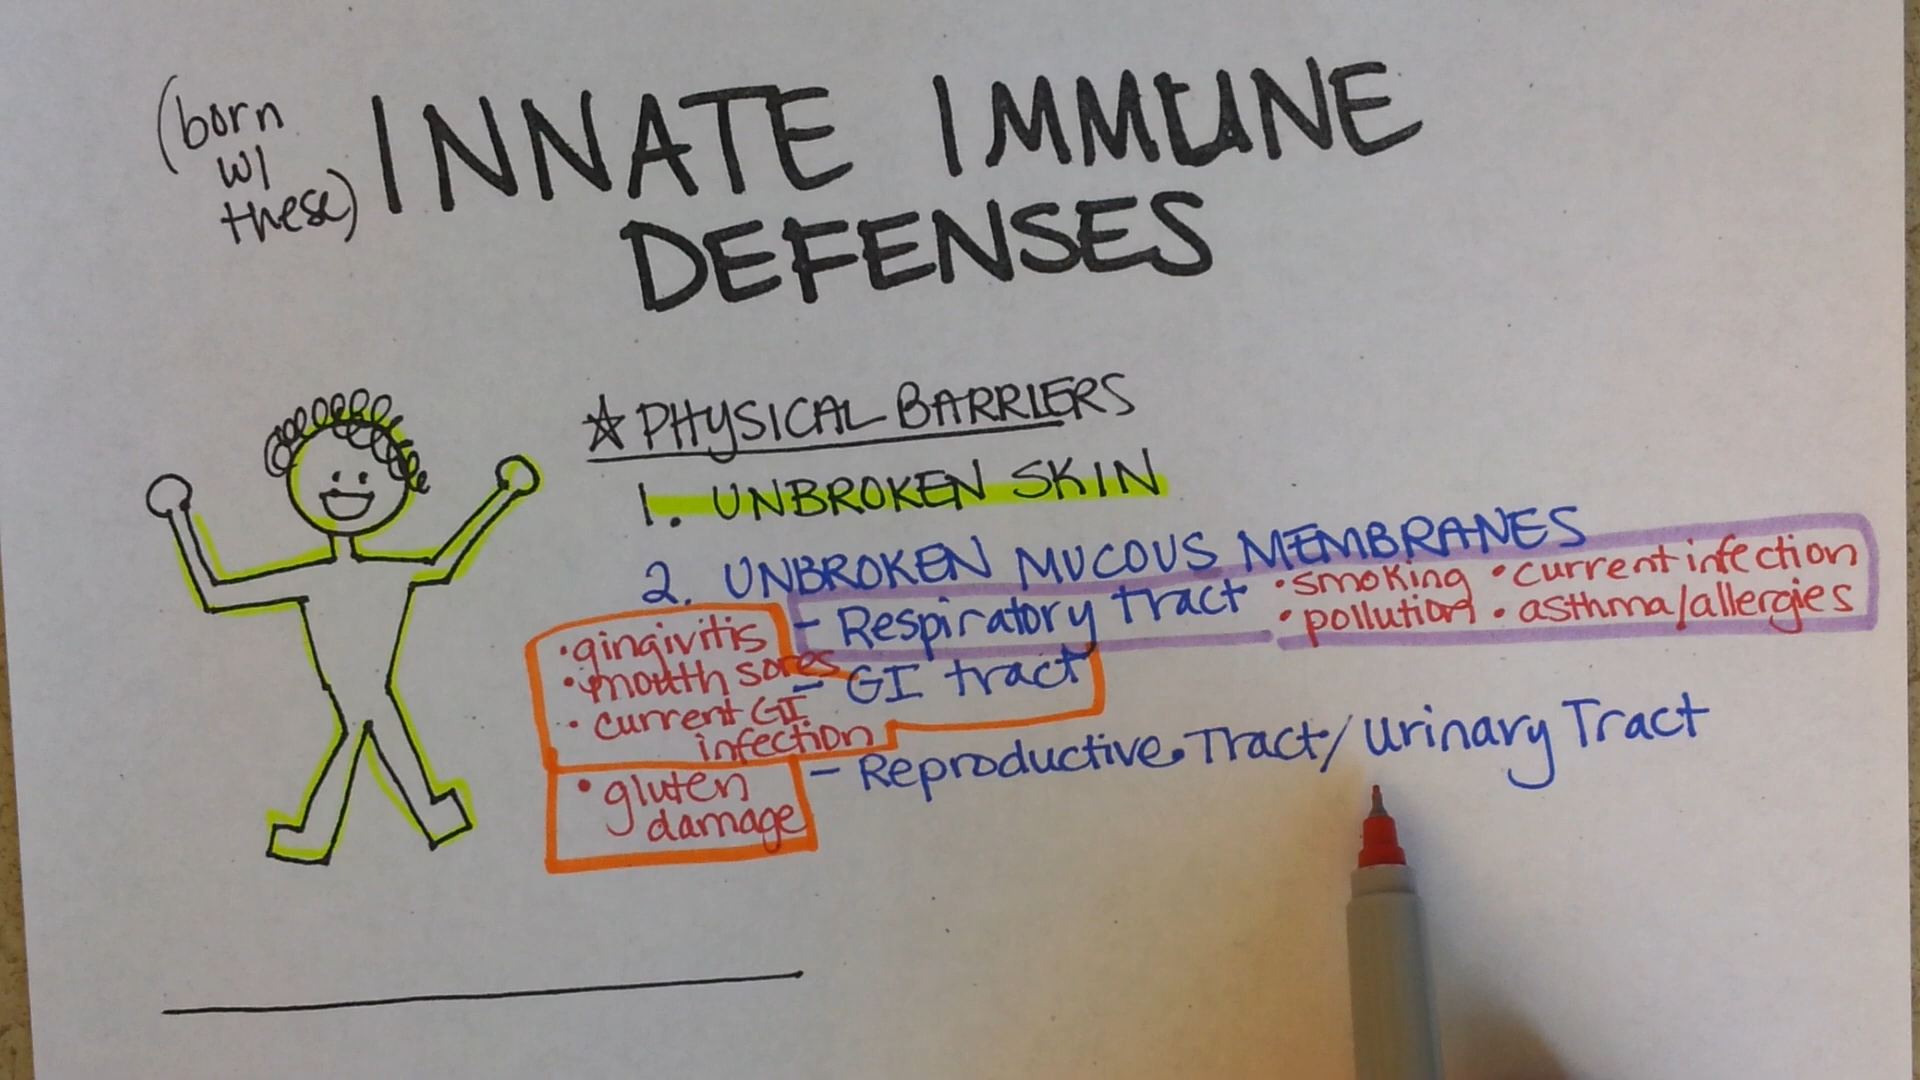 (born
w/
these)
INNATE IMMUNE
DEFENSES
☆ PHYSICAL BARRIERS
1. UNBROKEN SKIN
2. UNBROKEN MUCOUS MEMBRANES
- Respiratory tract
• smoking • current infection
• pollution • asthma/allergies
• gingivitis
• mouth sores
• current GI
infection
- GI tract
• gluten
damage
- Reproductive Tract/Urinary Tract